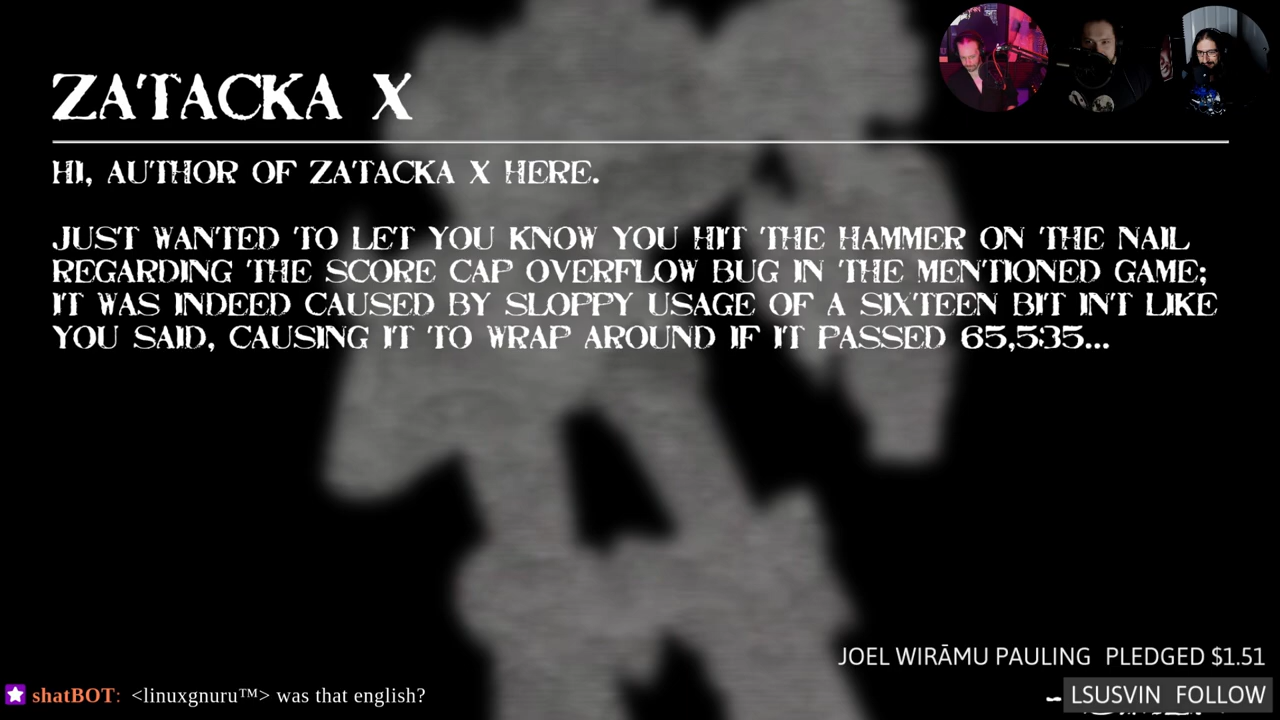 ZATACKA X
HI, AUTHOR OF ZATACKA X HERE.
JUST WANTED TO LET YOU KNOW YOU HIT THE HAMMER ON THE NAIL
REGARDING THE SCORE CAP OVERFLOW BUG IN THE MENTIONED GAME;
IT WAS INDEED CAUSED BY SLOPPY USAGE OF A SIXTEEN BIT INT LIKE
YOU SAID, CAUSING IT TO WRAP AROUND IF IT PASSED 65,535...
JOEL WIRĀMU PAULING PLEDGED $1.51
shatBOT: <linuxgnuru™> was that english?
LSUSVIN FOLLOW